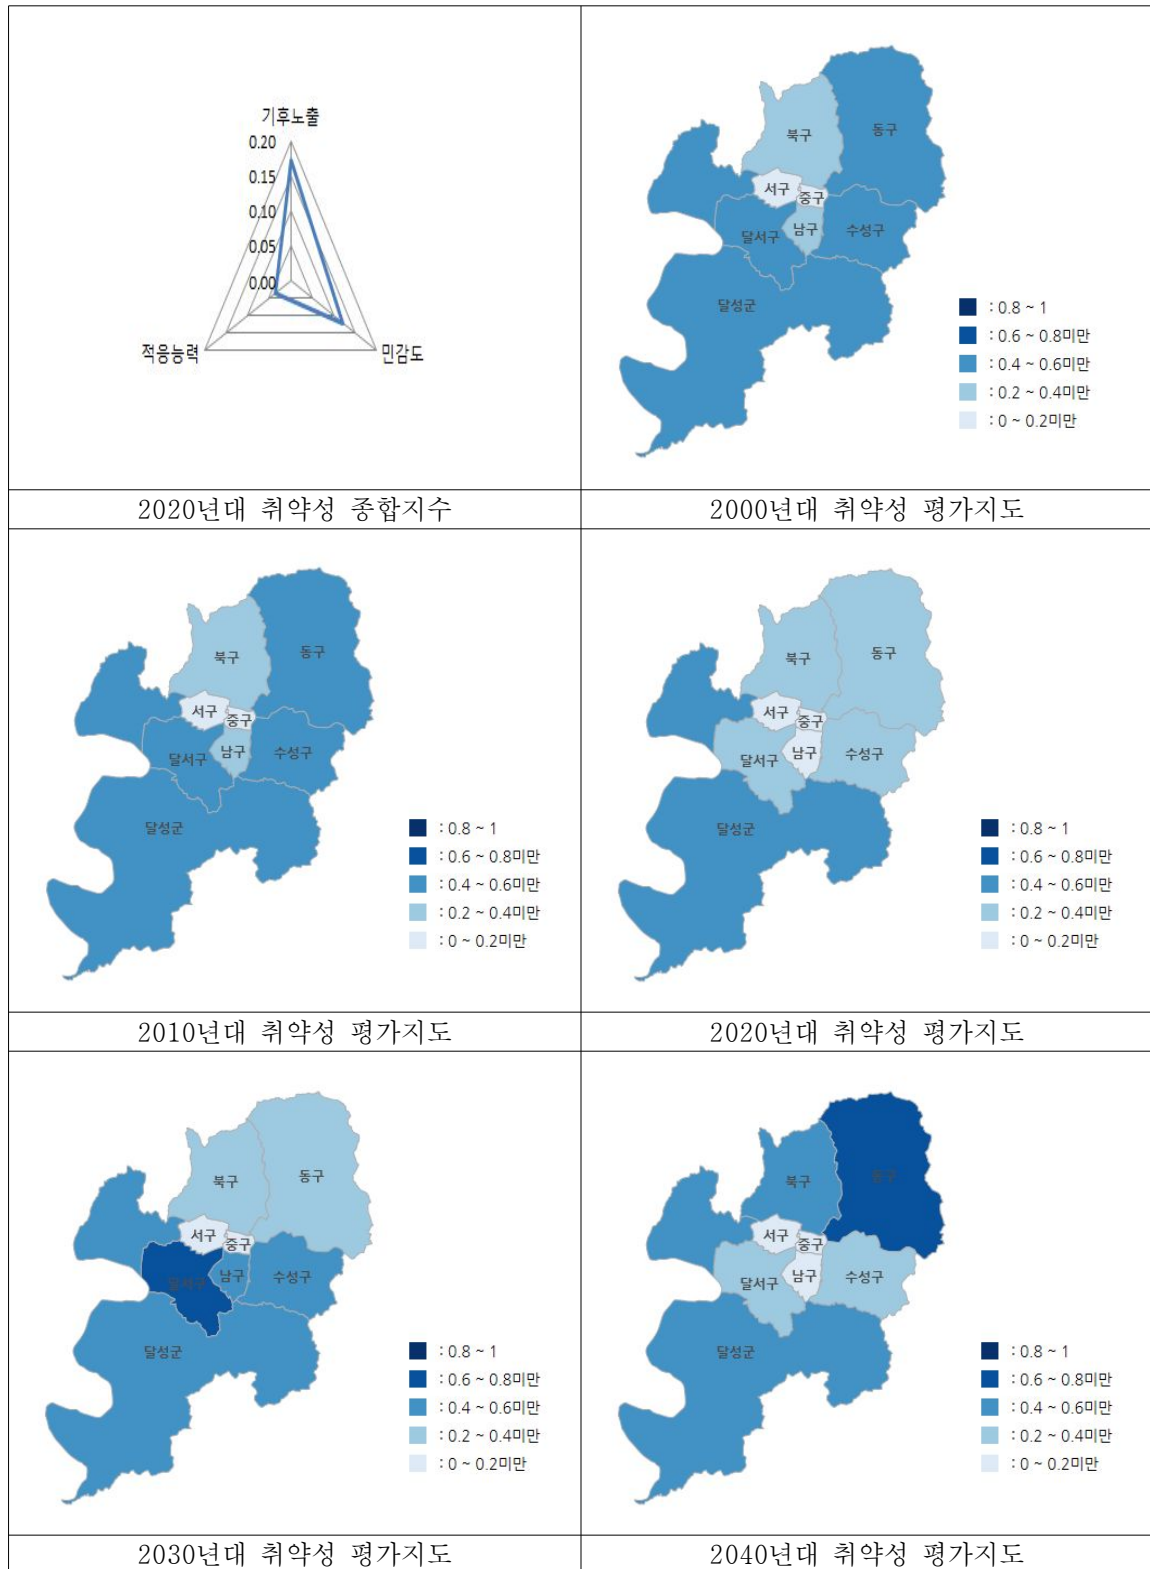 기후노출
0.20
0.15
0.10
0.05
0.00
적응능력
민감도
2020년대 취약성 종합지수
북구
동구
서구
중구
달서구
남구
수성구
달성군
: 0.8 ~ 1
: 0.6 ~ 0.8미만
: 0.4 ~ 0.6미만
: 0.2 ~ 0.4미만
: 0 ~ 0.2미만
2000년대 취약성 평가지도
북구
동구
서구
중구
달서구
남구
수성구
달성군
: 0.8 ~ 1
: 0.6 ~ 0.8미만
: 0.4 ~ 0.6미만
: 0.2 ~ 0.4미만
: 0 ~ 0.2미만
2010년대 취약성 평가지도
북구
동구
서구
중구
달서구
남구
수성구
달성군
: 0.8 ~ 1
: 0.6 ~ 0.8미만
: 0.4 ~ 0.6미만
: 0.2 ~ 0.4미만
: 0 ~ 0.2미만
2020년대 취약성 평가지도
북구
동구
서구
중구
달서구
남구
수성구
달성군
: 0.8 ~ 1
: 0.6 ~ 0.8미만
: 0.4 ~ 0.6미만
: 0.2 ~ 0.4미만
: 0 ~ 0.2미만
2030년대 취약성 평가지도
북구
동구
서구
중구
달서구
남구
수성구
달성군
: 0.8 ~ 1
: 0.6 ~ 0.8미만
: 0.4 ~ 0.6미만
: 0.2 ~ 0.4미만
: 0 ~ 0.2미만
2040년대 취약성 평가지도